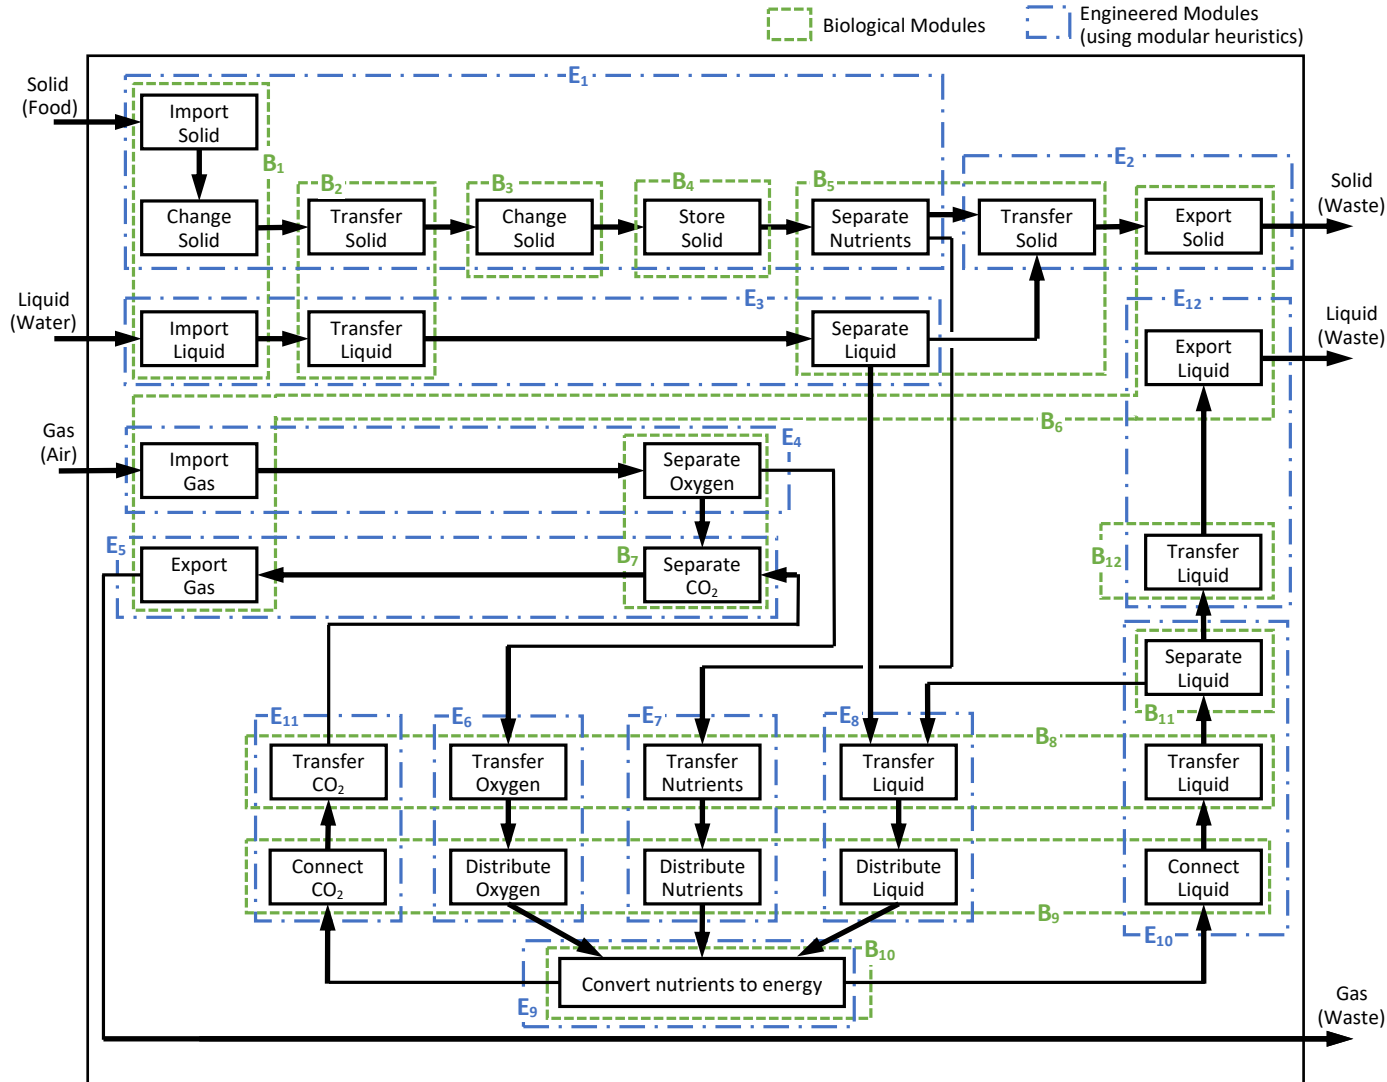 Biological Modules
Engineered Modules
(using modular heuristics)
Solid
(Food)
E1
Import
Solid
B1
B2
B3
B4
B5
E2
Solid
(Waste)
Change
Solid
Transfer
Solid
Change
Solid
Store
Solid
Separate
Nutrients
Transfer
Solid
Export
Solid
Liquid
(Water)
E3
Import
Liquid
Transfer
Liquid
Separate
Liquid
E12
Export
Liquid
Liquid
(Waste)
B6
Gas
(Air)
E4
Import
Gas
Separate
Oxygen
E5
Export
Gas
B7
Separate
CO2
B12
Transfer
Liquid
Separate
Liquid
B11
E11
E6
E7
E8
B8
Transfer
CO2
Transfer
Oxygen
Transfer
Nutrients
Transfer
Liquid
Transfer
Liquid
Connect
CO2
Distribute
Oxygen
Distribute
Nutrients
Distribute
Liquid
Connect
Liquid
B9
E10
B10
Convert nutrients to energy
E9
Gas
(Waste)